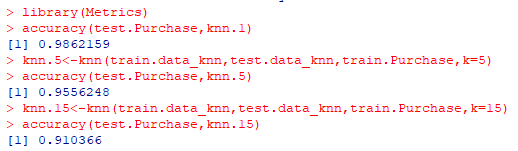 > library(Metrics)
> accuracy(test.Purchase,knn.1)
[1] 0.9862159
> knn.5<-knn(train.data_knn,test.data_knn,train.Purchase,k=5)
> accuracy(test.Purchase,knn.5)
[1] 0.9556248
> knn.15<-knn(train.data_knn,test.data_knn,train.Purchase,k=15)
> accuracy(test.Purchase,knn.15)
[1] 0.910366